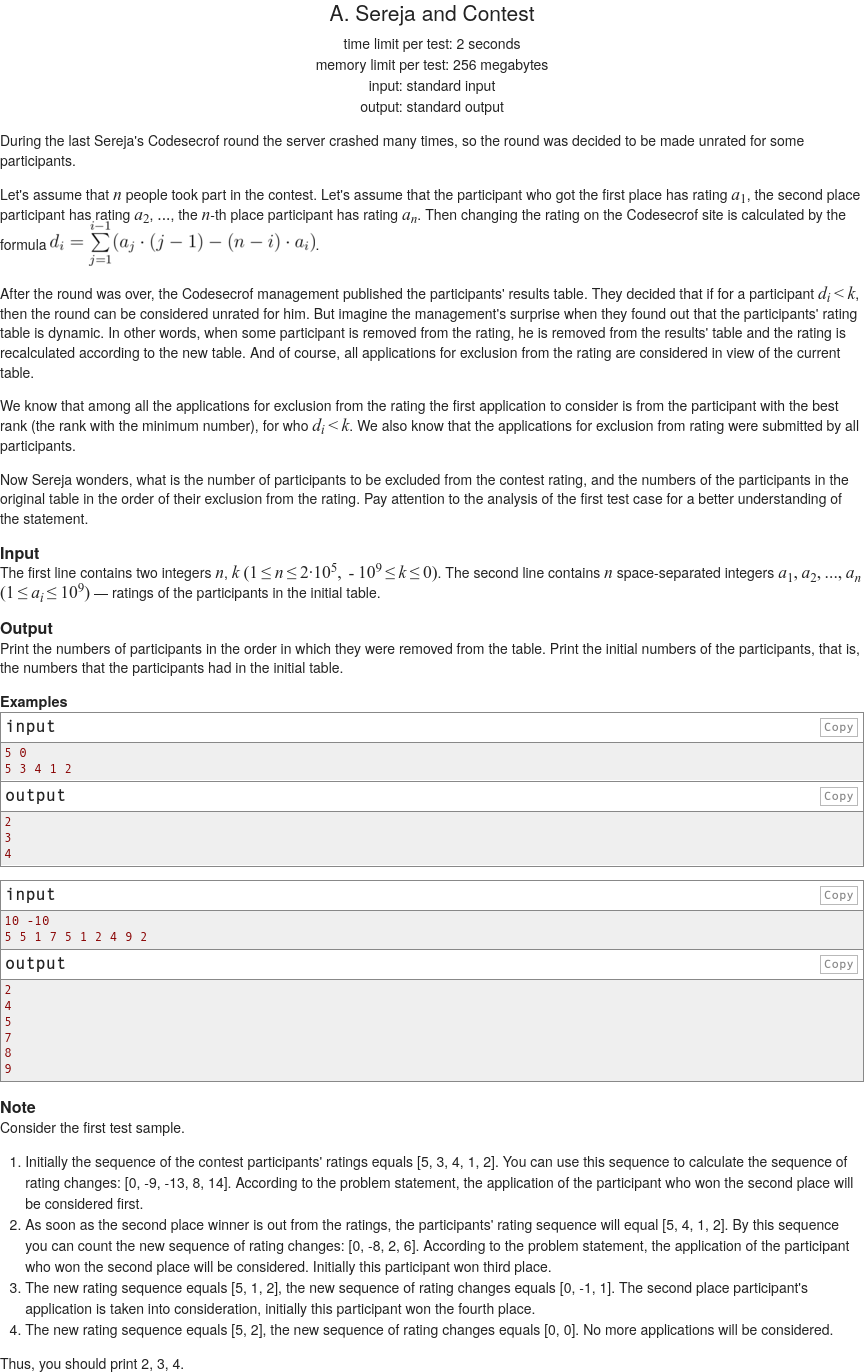 A. Sereja and Contest
time limit per test: 2 seconds
memory limit per test: 256 megabytes
input: standard input
output: standard output
During the last Sereja's Codesecrof round the server crashed many times, so the round was decided to be made unrated for some
participants.
Let's assume that n people took part in the contest. Let's assume that the participant who got the first place has rating a₁, the second place
participant has rating a₂, ..., the n-th place participant has rating aₙ. Then changing the rating on the Codesecrof site is calculated by the
formula dᵢ = ∑_{j=1}^{i−1} (aⱼ · (j − 1) − (n − i) · aᵢ).
After the round was over, the Codesecrof management published the participants' results table. They decided that if for a participant dᵢ < k,
then the round can be considered unrated for him. But imagine the management's surprise when they found out that the participants' rating
table is dynamic. In other words, when some participant is removed from the rating, he is removed from the results' table and the rating is
recalculated according to the new table. And of course, all applications for exclusion from the rating are considered in view of the current
table.
We know that among all the applications for exclusion from the rating the first application to consider is from the participant with the best
rank (the rank with the minimum number), for who dᵢ < k. We also know that the applications for exclusion from rating were submitted by all
participants.
Now Sereja wonders, what is the number of participants to be excluded from the contest rating, and the numbers of the participants in the
original table in the order of their exclusion from the rating. Pay attention to the analysis of the first test case for a better understanding of
the statement.
Input
The first line contains two integers n, k (1 ≤ n ≤ 2·10⁵, - 10⁹ ≤ k ≤ 0). The second line contains n space-separated integers a₁, a₂, ..., aₙ
(1 ≤ aᵢ ≤ 10⁹) — ratings of the participants in the initial table.
Output
Print the numbers of participants in the order in which they were removed from the table. Print the initial numbers of the participants, that is,
the numbers that the participants had in the initial table.
Examples
input Copy
5 0
5 3 4 1 2
output Copy
2
3
4
input Copy
10 -10
5 5 1 7 5 1 2 4 9 2
output Copy
2
4
5
7
8
9
Note
Consider the first test sample.
1. Initially the sequence of the contest participants' ratings equals [5, 3, 4, 1, 2]. You can use this sequence to calculate the sequence of
rating changes: [0, -9, -13, 8, 14]. According to the problem statement, the application of the participant who won the second place will
be considered first.
2. As soon as the second place winner is out from the ratings, the participants' rating sequence will equal [5, 4, 1, 2]. By this sequence
you can count the new sequence of rating changes: [0, -8, 2, 6]. According to the problem statement, the application of the participant
who won the second place will be considered. Initially this participant won third place.
3. The new rating sequence equals [5, 1, 2], the new sequence of rating changes equals [0, -1, 1]. The second place participant's
application is taken into consideration, initially this participant won the fourth place.
4. The new rating sequence equals [5, 2], the new sequence of rating changes equals [0, 0]. No more applications will be considered.
Thus, you should print 2, 3, 4.